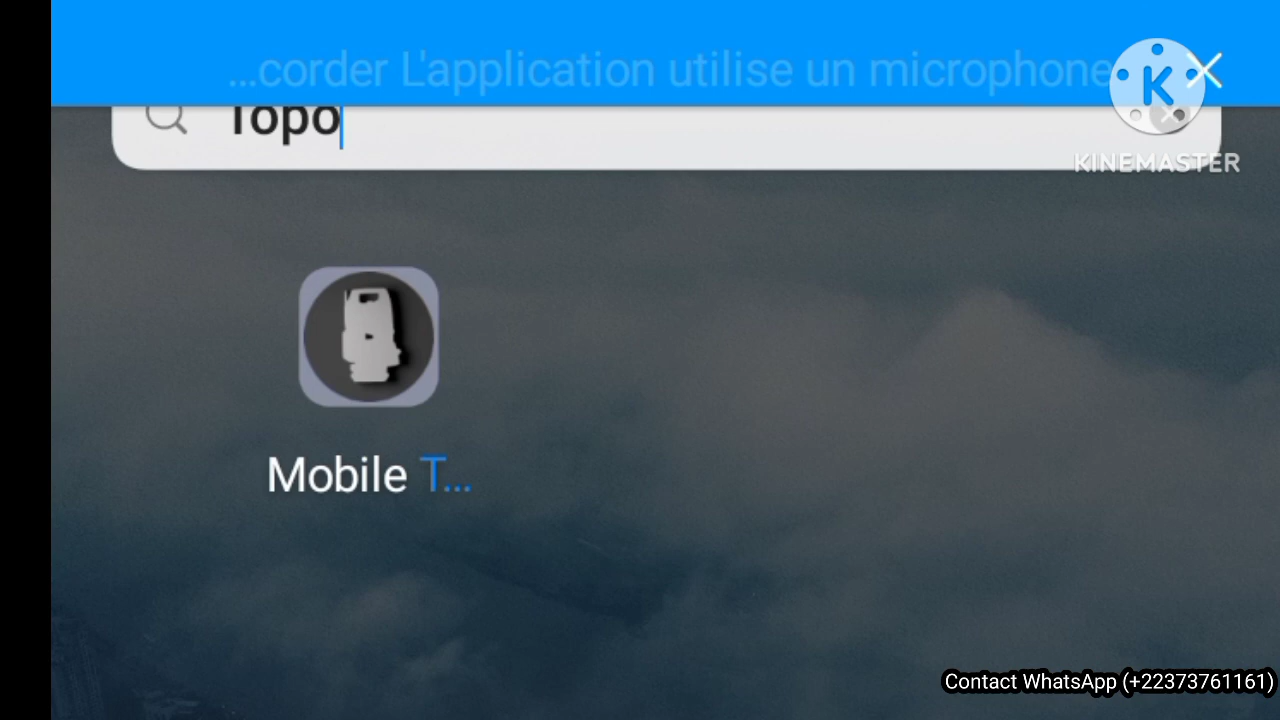 ...corder L'application utilise un microphone
Topo
K
KINEMASTER
Mobile T...
Contact WhatsApp (+22373761161)